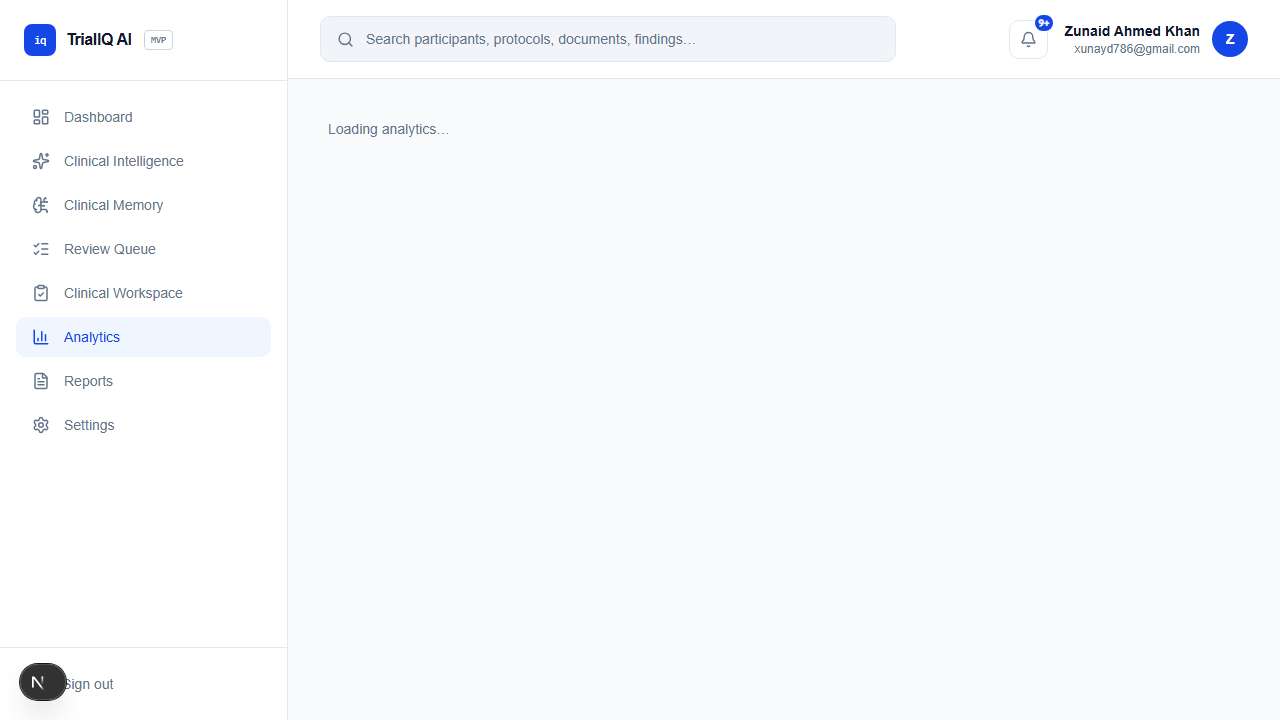 iq TrialIQ AI MVP
Search participants, protocols, documents, findings…
9+
Zunaid Ahmed Khan
xunayd786@gmail.com
Z
Dashboard
Clinical Intelligence
Clinical Memory
Review Queue
Clinical Workspace
Analytics
Reports
Settings
Loading analytics…
N
Sign out